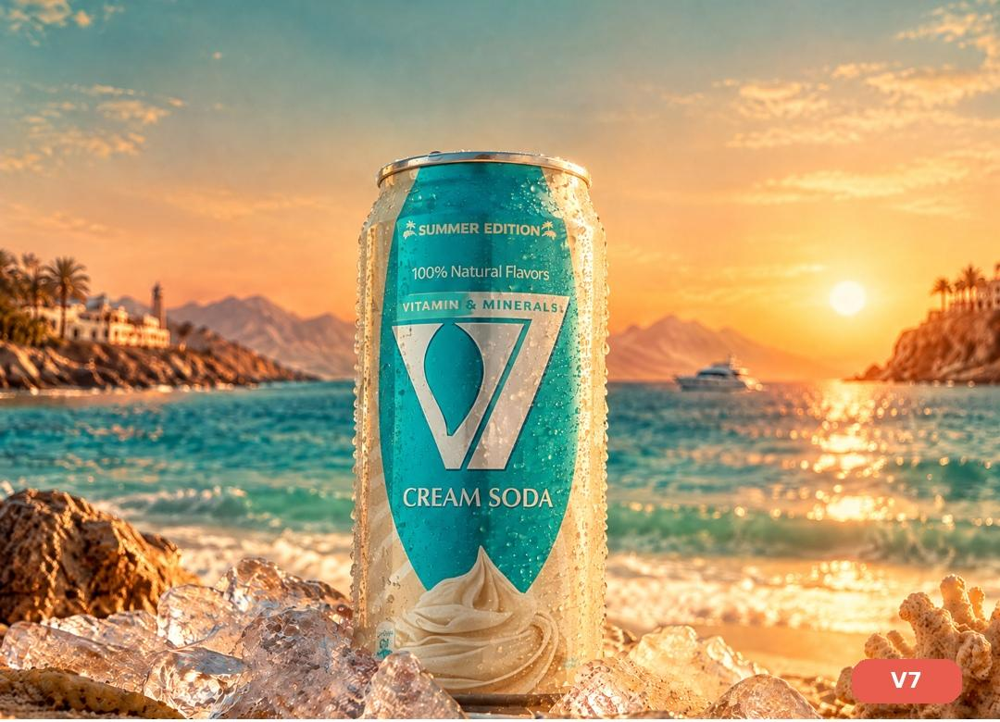 SUMMER EDITION
100% Natural Flavors
VITAMIN & MINERALS
V7
CREAM SODA
V7